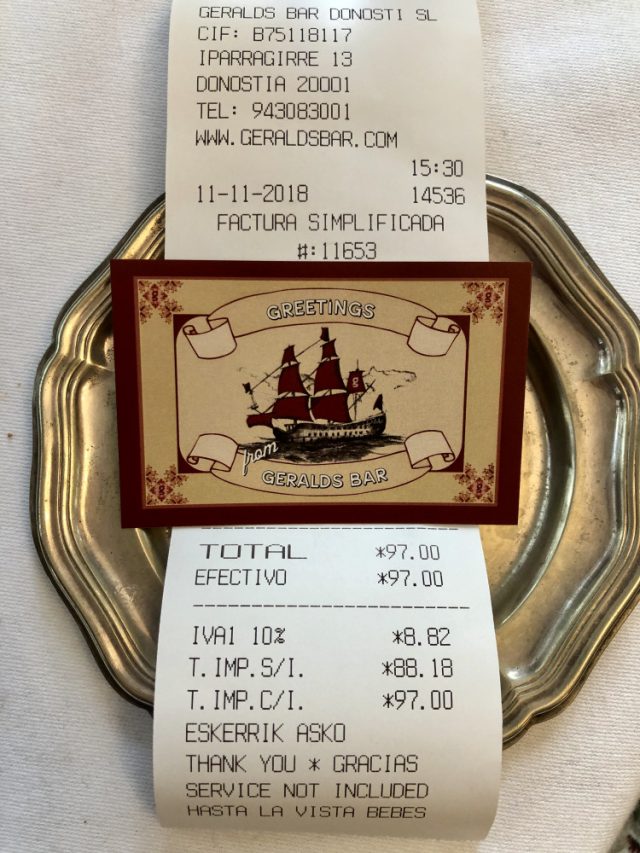 GERALDS BAR DONOSTI SL
CIF: B75118117
IPARRAGIRRE 13
DONOSTIA 20001
TEL: 943083001
WWW.GERALDSBAR.COM
15:30
11-11-2018 14536
FACTURA SIMPLIFICADA
#:11653
GREETINGS
from
GERALDS BAR
TOTAL *97.00
EFECTIVO *97.00
IVA1 10% *8.82
T.IMP.S/I. *88.18
T.IMP.C/I. *97.00
ESKERRIK ASKO
THANK YOU * GRACIAS
SERVICE NOT INCLUDED
HASTA LA VISTA BEBES